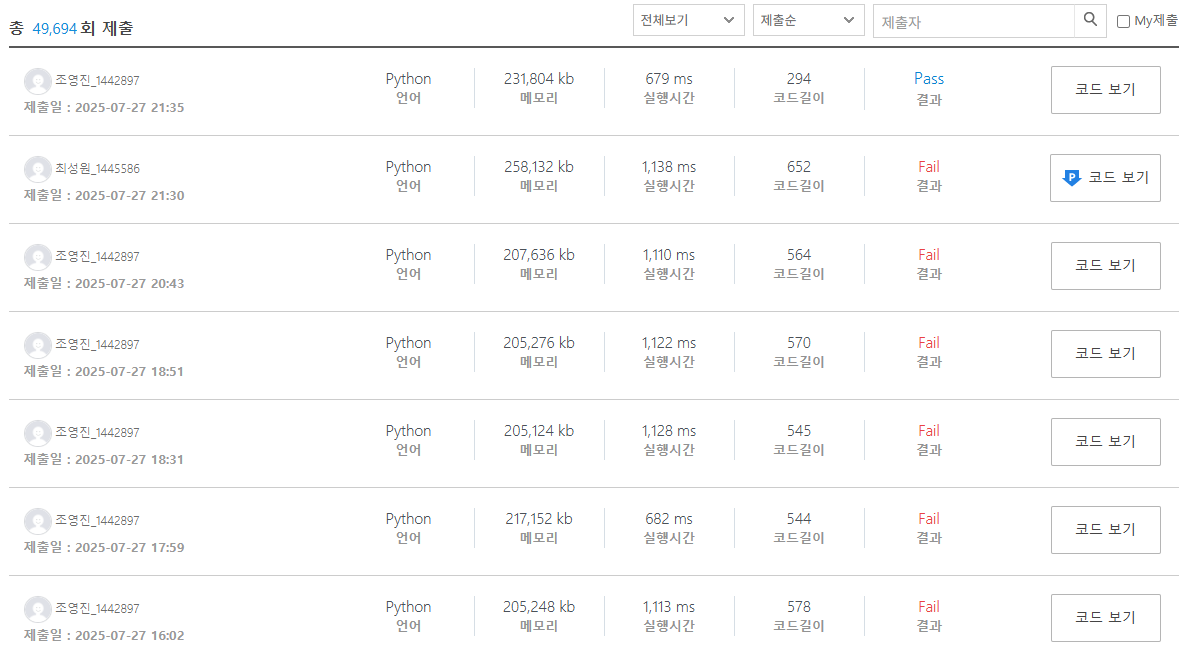 총 49,694회 제출 전체보기 제출순 제출자 My제출
조영진_1442897
제출일 : 2025-07-27 21:35
Python
언어
231,804 kb
메모리
679 ms
실행시간
294
코드길이
Pass
결과
코드 보기
최성원_1445586
제출일 : 2025-07-27 21:30
Python
언어
258,132 kb
메모리
1,138 ms
실행시간
652
코드길이
Fail
결과
P 코드 보기
조영진_1442897
제출일 : 2025-07-27 20:43
Python
언어
207,636 kb
메모리
1,110 ms
실행시간
564
코드길이
Fail
결과
코드 보기
조영진_1442897
제출일 : 2025-07-27 18:51
Python
언어
205,276 kb
메모리
1,122 ms
실행시간
570
코드길이
Fail
결과
코드 보기
조영진_1442897
제출일 : 2025-07-27 18:31
Python
언어
205,124 kb
메모리
1,128 ms
실행시간
545
코드길이
Fail
결과
코드 보기
조영진_1442897
제출일 : 2025-07-27 17:59
Python
언어
217,152 kb
메모리
682 ms
실행시간
544
코드길이
Fail
결과
코드 보기
조영진_1442897
제출일 : 2025-07-27 16:02
Python
언어
205,248 kb
메모리
1,113 ms
실행시간
578
코드길이
Fail
결과
코드 보기